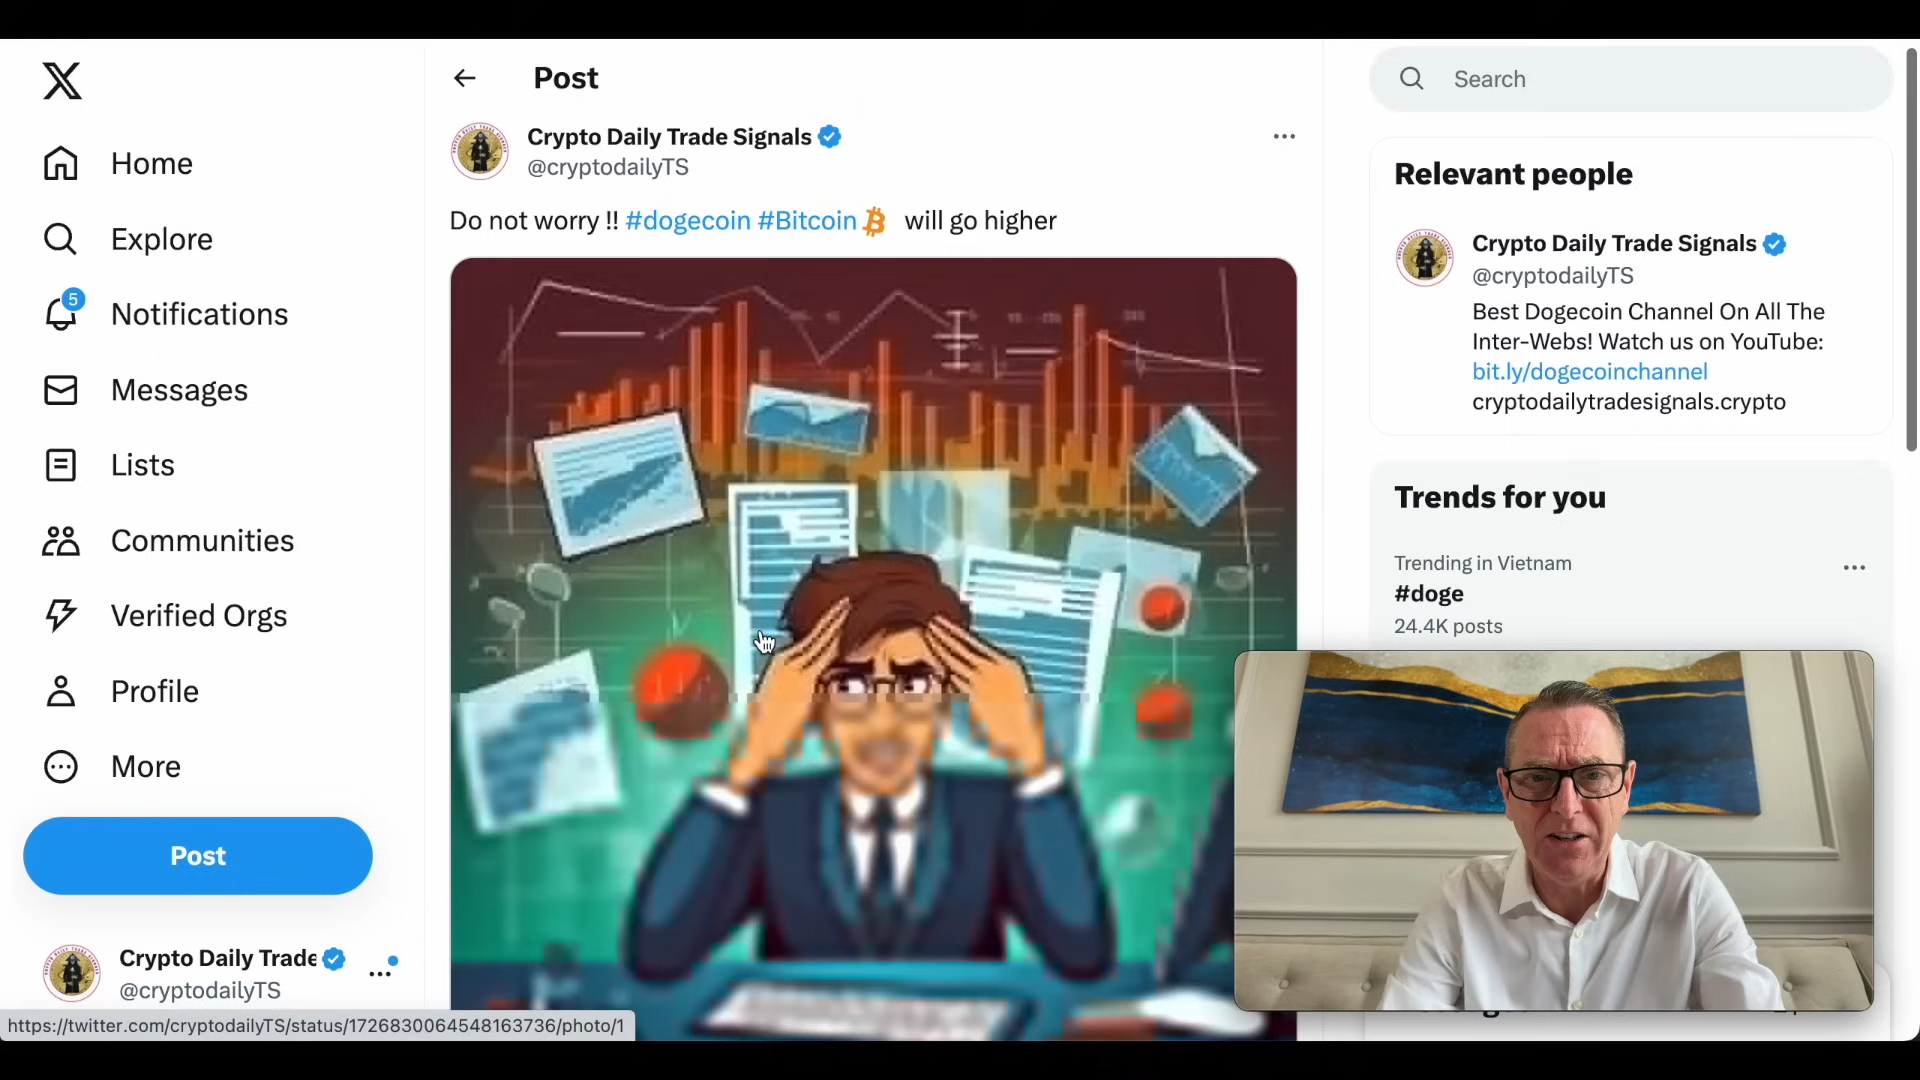 Home
Explore
5
Notifications
Messages
Lists
Communities
Verified Orgs
Profile
More
Post
Crypto Daily Trade
@cryptodailyTS
https://twitter.com/cryptodailyTS/status/1726830064548163736/photo/1
Post
Crypto Daily Trade Signals
@cryptodailyTS
Do not worry !! #dogecoin #Bitcoin will go higher
Search
Relevant people
Crypto Daily Trade Signals
@cryptodailyTS
Best Dogecoin Channel On All The
Inter-Webs! Watch us on YouTube:
bit.ly/dogecoinchannel
cryptodailytradesignals.crypto
Trends for you
Trending in Vietnam
#doge
24.4K posts